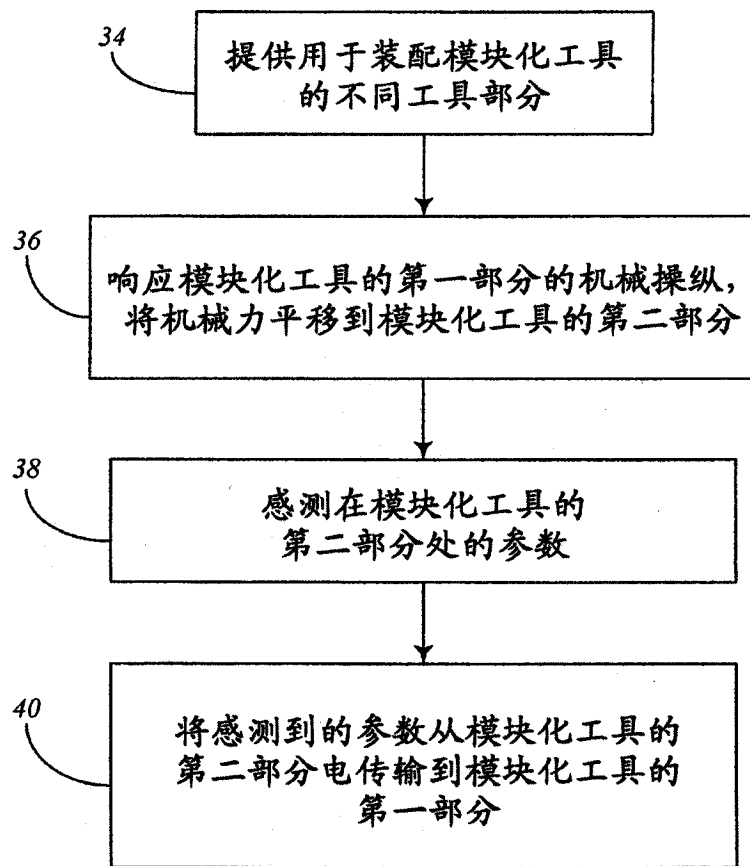 34
提供用于装配模块化工具
的不同工具部分
36
响应模块化工具的第一部分的机械操纵，
将机械力平移到模块化工具的第二部分
38
感测在模块化工具的
第二部分处的参数
40
将感测到的参数从模块化工具的
第二部分电传输到模块化工具的
第一部分